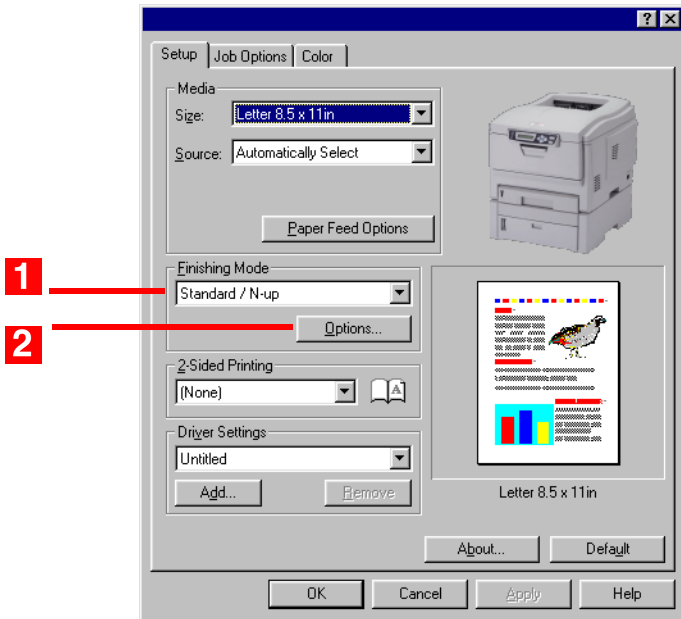 Setup Job Options Color
Media
Size: Letter 8.5 x 11in
Source: Automatically Select
Paper Feed Options
1
Finishing Mode
Standard / N-up
2
Options...
2-Sided Printing
(None)
A
Driver Settings
Untitled
Add... Remove
Letter 8.5 x 11in
About... Default
OK Cancel Apply Help